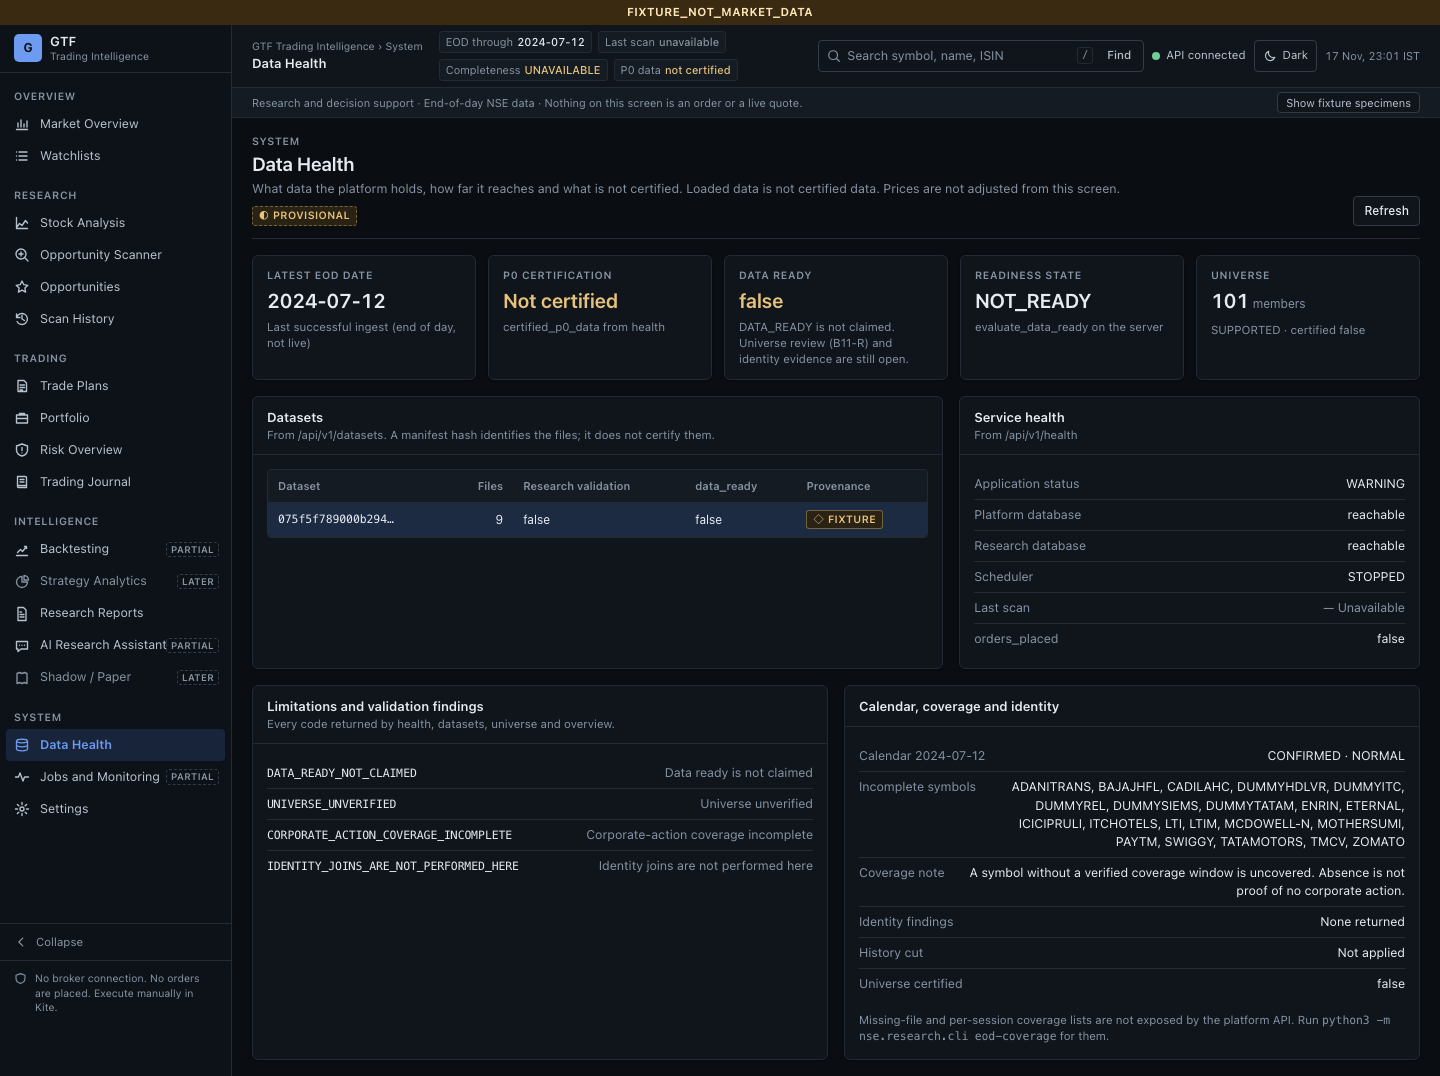 FIXTURE_NOT_MARKET_DATA
G
GTF
Trading Intelligence
OVERVIEW
Market Overview
Watchlists
RESEARCH
Stock Analysis
Opportunity Scanner
Opportunities
Scan History
TRADING
Trade Plans
Portfolio
Risk Overview
Trading Journal
INTELLIGENCE
Backtesting PARTIAL
Strategy Analytics LATER
Research Reports
AI Research Assistant PARTIAL
Shadow / Paper LATER
SYSTEM
Data Health
Jobs and Monitoring PARTIAL
Settings
Collapse
No broker connection. No orders
are placed. Execute manually in
Kite.
GTF Trading Intelligence › System
Data Health
EOD through 2024-07-12
Last scan unavailable
Completeness UNAVAILABLE
P0 data not certified
Search symbol, name, ISIN / Find
API connected
Dark
17 Nov, 23:01 IST
Research and decision support · End-of-day NSE data · Nothing on this screen is an order or a live quote.
Show fixture specimens
SYSTEM
Data Health
What data the platform holds, how far it reaches and what is not certified. Loaded data is not certified data. Prices are not adjusted from this screen.
PROVISIONAL
Refresh
LATEST EOD DATE
2024-07-12
Last successful ingest (end of day,
not live)
P0 CERTIFICATION
Not certified
certified_p0_data from health
DATA READY
false
DATA_READY is not claimed.
Universe review (B11-R) and
identity evidence are still open.
READINESS STATE
NOT_READY
evaluate_data_ready on the server
UNIVERSE
101 members
SUPPORTED · certified false
Datasets
From /api/v1/datasets. A manifest hash identifies the files; it does not certify them.
Dataset Files Research validation data_ready Provenance
075f5f789000b294… 9 false false FIXTURE
Service health
From /api/v1/health
Application status WARNING
Platform database reachable
Research database reachable
Scheduler STOPPED
Last scan — Unavailable
orders_placed false
Limitations and validation findings
Every code returned by health, datasets, universe and overview.
DATA_READY_NOT_CLAIMED Data ready is not claimed
UNIVERSE_UNVERIFIED Universe unverified
CORPORATE_ACTION_COVERAGE_INCOMPLETE Corporate-action coverage incomplete
IDENTITY_JOINS_ARE_NOT_PERFORMED_HERE Identity joins are not performed here
Calendar, coverage and identity
Calendar 2024-07-12 CONFIRMED · NORMAL
Incomplete symbols ADANITRANS, BAJAJHFL, CADILAHC, DUMMYHDLVR, DUMMYITC,
DUMMYREL, DUMMYSIEMS, DUMMYTATAM, ENRIN, ETERNAL,
ICICIPRULI, ITCHOTELS, LTI, LTIM, MCDOWELL-N, MOTHERSUMI,
PAYTM, SWIGGY, TATAMOTORS, TMCV, ZOMATO
Coverage note A symbol without a verified coverage window is uncovered. Absence is not
proof of no corporate action.
Identity findings None returned
History cut Not applied
Universe certified false
Missing-file and per-session coverage lists are not exposed by the platform API. Run python3 -m
nse.research.cli eod-coverage for them.